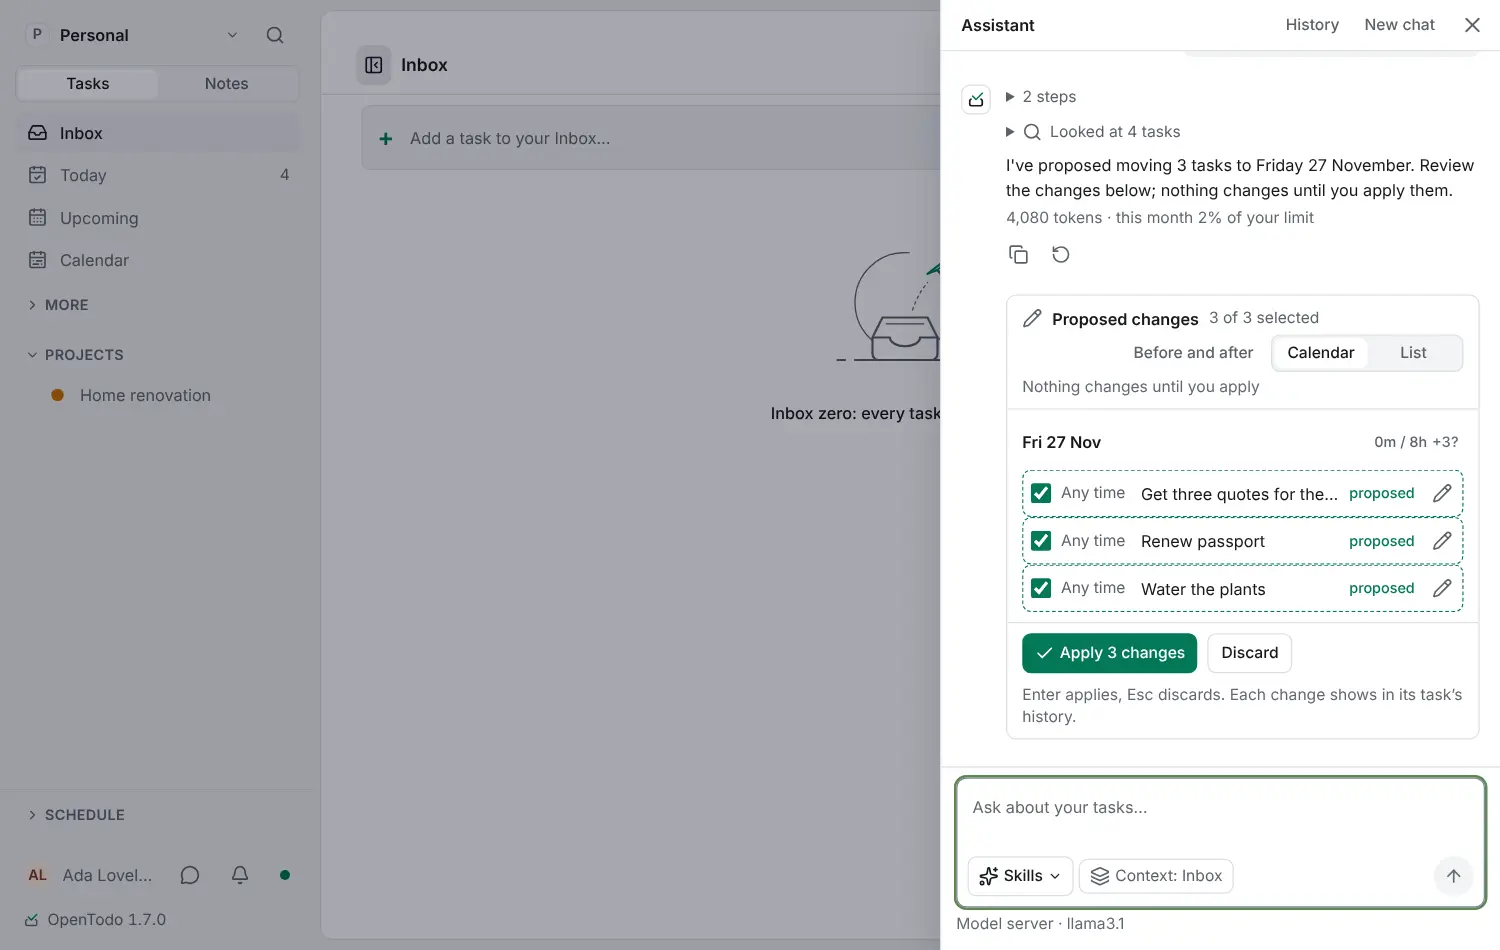 P Personal
Tasks Notes
Inbox
Today 4
Upcoming
Calendar
MORE
PROJECTS
Home renovation
SCHEDULE
AL Ada Lovel...
OpenTodo 1.7.0
Inbox
Add a task to your Inbox...
Inbox zero: every task
Assistant History New chat
2 steps
Looked at 4 tasks
I've proposed moving 3 tasks to Friday 27 November. Review
the changes below; nothing changes until you apply them.
4,080 tokens · this month 2% of your limit
Proposed changes 3 of 3 selected
Before and after Calendar List
Nothing changes until you apply
Fri 27 Nov 0m / 8h +3?
Any time Get three quotes for the... proposed
Any time Renew passport proposed
Any time Water the plants proposed
Apply 3 changes Discard
Enter applies, Esc discards. Each change shows in its task’s
history.
Ask about your tasks...
Skills Context: Inbox
Model server · llama3.1